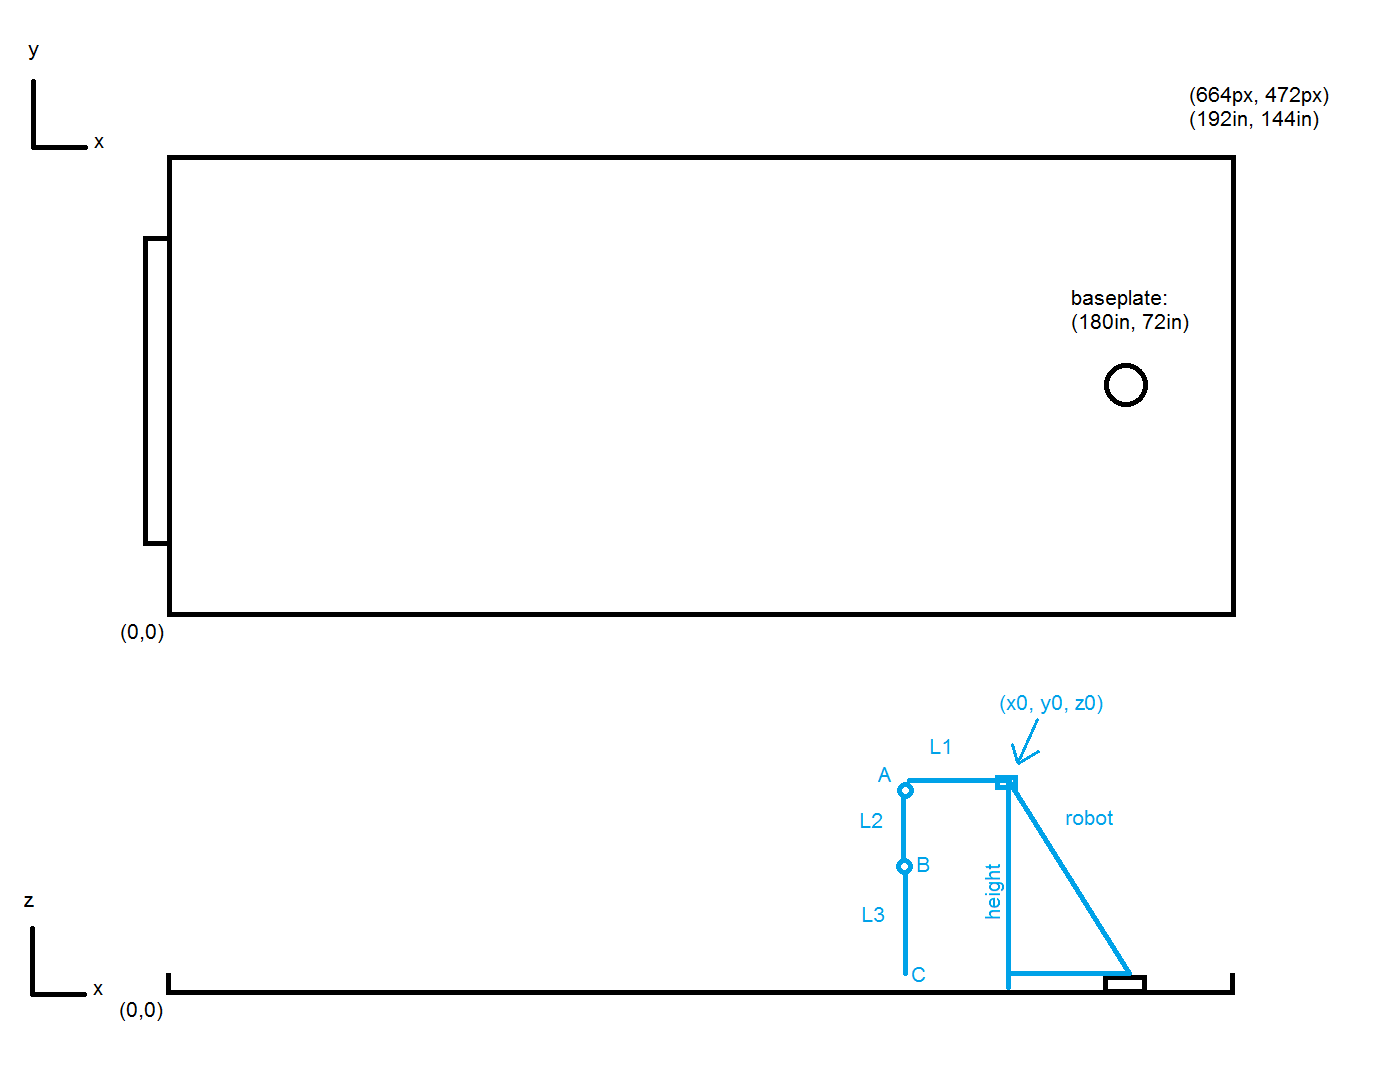 y
x
(664px, 472px)
(192in, 144in)
baseplate:
(180in, 72in)
(0,0)
(x0, y0, z0)
L1
A
L2
robot
B
height
L3
z
C
x
(0,0)